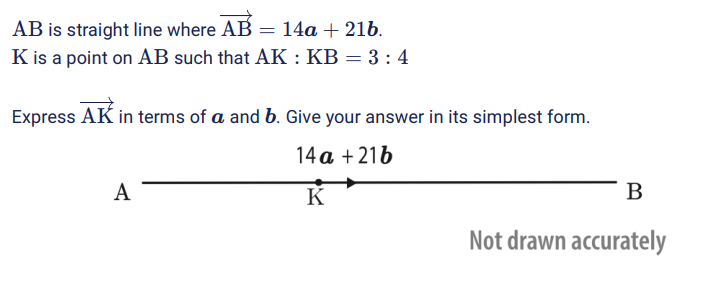 AB is straight line where AB⃗ = 14a + 21b.
K is a point on AB such that AK : KB = 3 : 4
Express AK⃗ in terms of a and b. Give your answer in its simplest form.
14a + 21b
A K B
Not drawn accurately